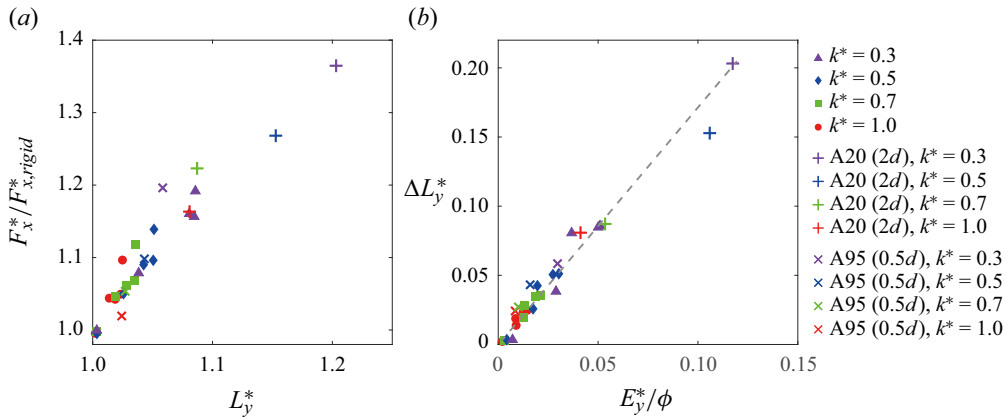 (a)
1.4
1.3
1.2
1.1
1.0
1.0
1.1
1.2
F*x/F*x,rigid
L*y
(b)
0.20
0.15
0.10
0.05
0
0
0.05
0.10
0.15
ΔL*y
E*y/ϕ
k* = 0.3
k* = 0.5
k* = 0.7
k* = 1.0
A20 (2d), k* = 0.3
A20 (2d), k* = 0.5
A20 (2d), k* = 0.7
A20 (2d), k* = 1.0
A95 (0.5d), k* = 0.3
A95 (0.5d), k* = 0.5
A95 (0.5d), k* = 0.7
A95 (0.5d), k* = 1.0